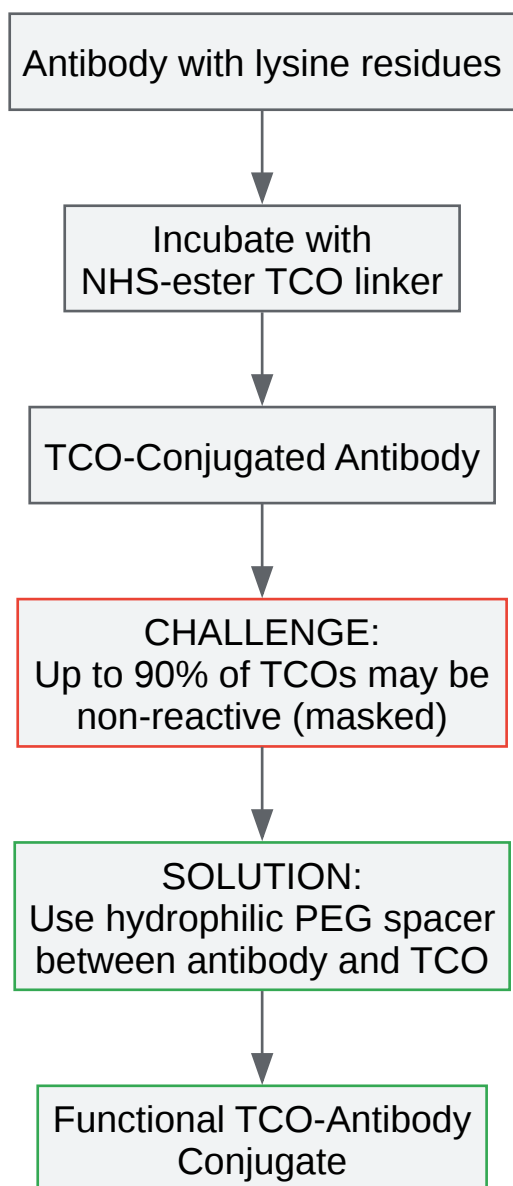 Antibody with lysine residues
Incubate with
NHS-ester TCO linker
TCO-Conjugated Antibody
CHALLENGE:
Up to 90% of TCOs may be
non-reactive (masked)
SOLUTION:
Use hydrophilic PEG spacer
between antibody and TCO
Functional TCO-Antibody
Conjugate